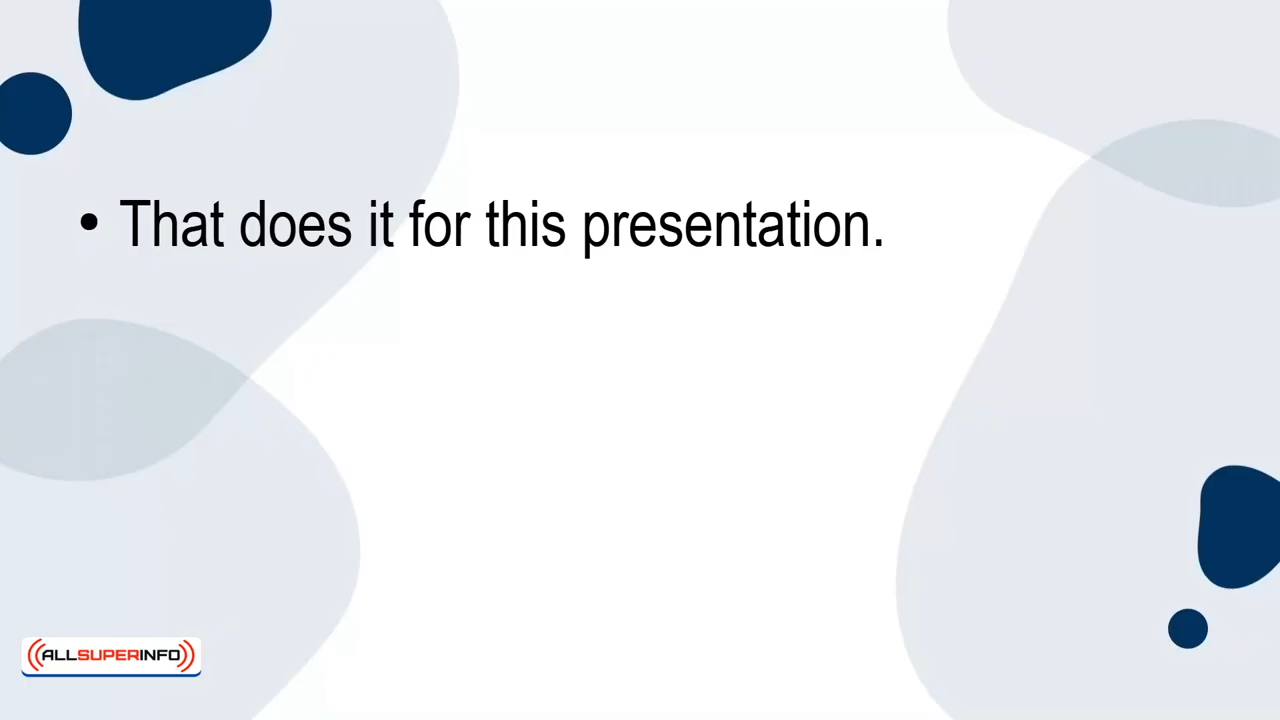 • That does it for this presentation.
((ALLSUPERINFO))